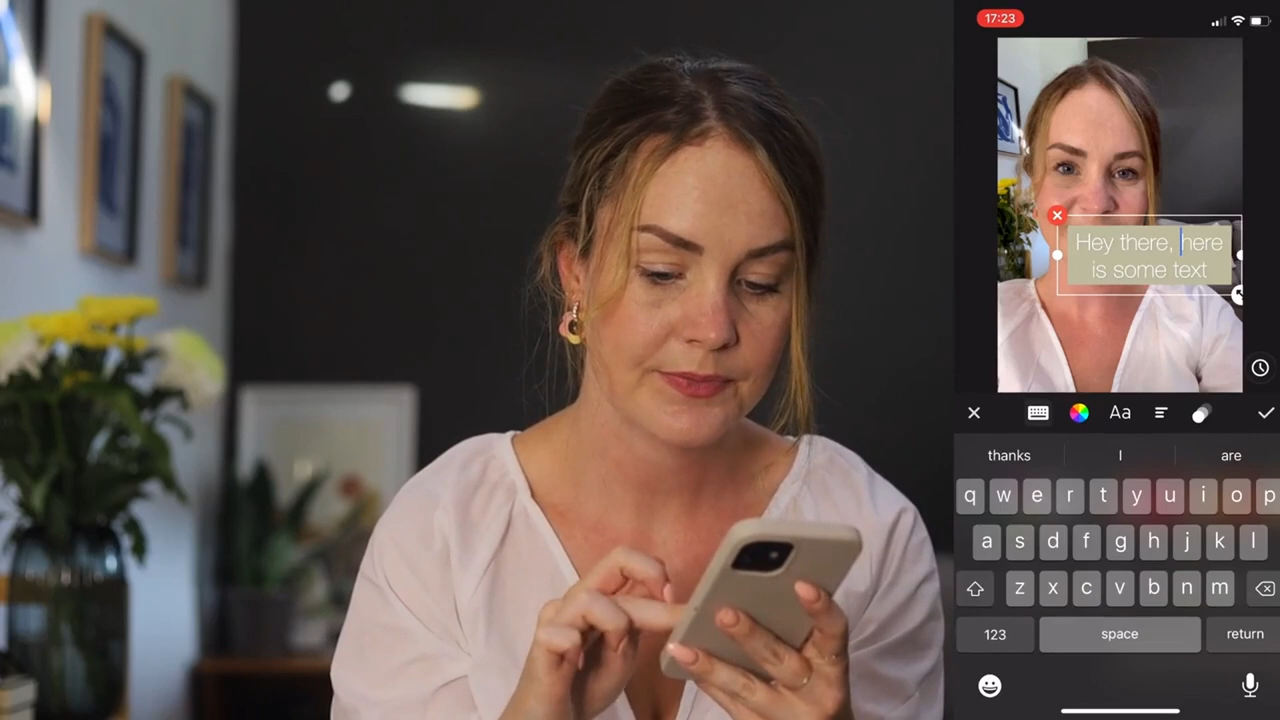 17:23
Hey there, here
is some text
Aa
thanks
I
are
q w e r t y u i o p
a s d f g h j k l
z x c v b n m
123
space
return